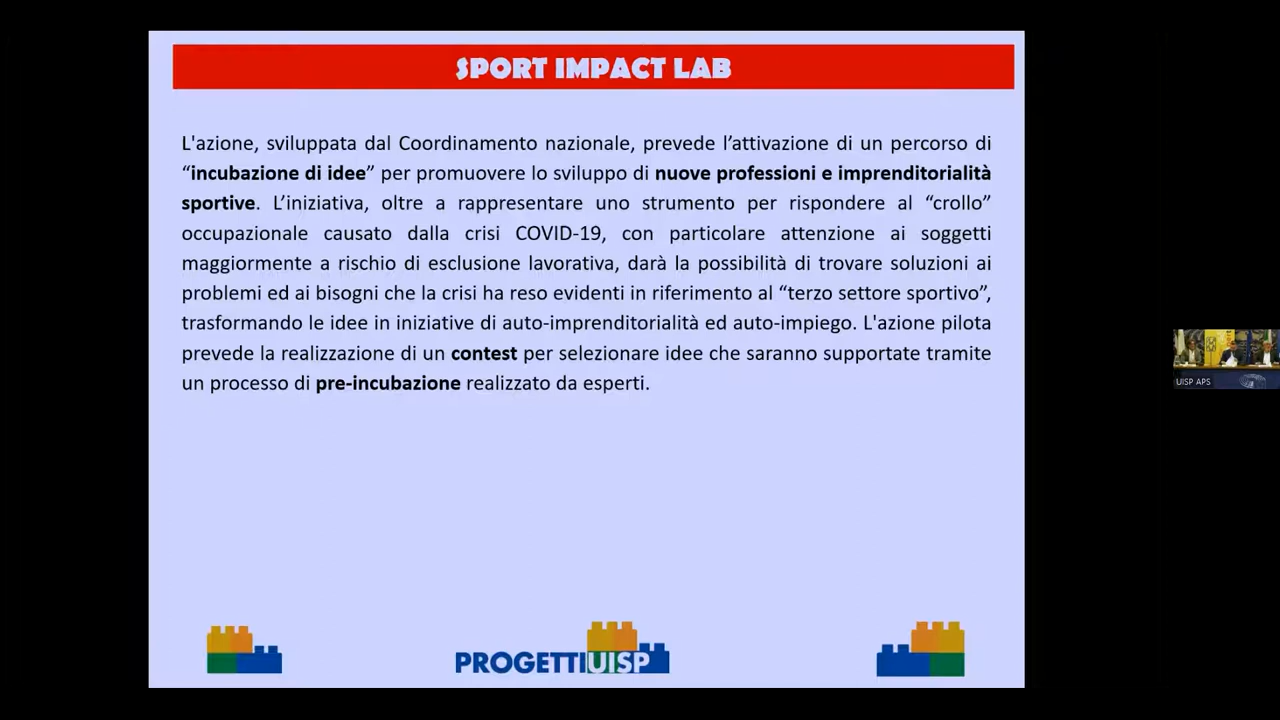 SPORT IMPACT LAB
L'azione, sviluppata dal Coordinamento nazionale, prevede l’attivazione di un percorso di
“incubazione di idee” per promuovere lo sviluppo di nuove professioni e imprenditorialità
sportive. L’iniziativa, oltre a rappresentare uno strumento per rispondere al “crollo”
occupazionale causato dalla crisi COVID-19, con particolare attenzione ai soggetti
maggiormente a rischio di esclusione lavorativa, darà la possibilità di trovare soluzioni ai
problemi ed ai bisogni che la crisi ha reso evidenti in riferimento al “terzo settore sportivo”,
trasformando le idee in iniziative di auto-imprenditorialità ed auto-impiego. L'azione pilota
prevede la realizzazione di un contest per selezionare idee che saranno supportate tramite
un processo di pre-incubazione realizzato da esperti.
UISP APS
PROGETTIUISP